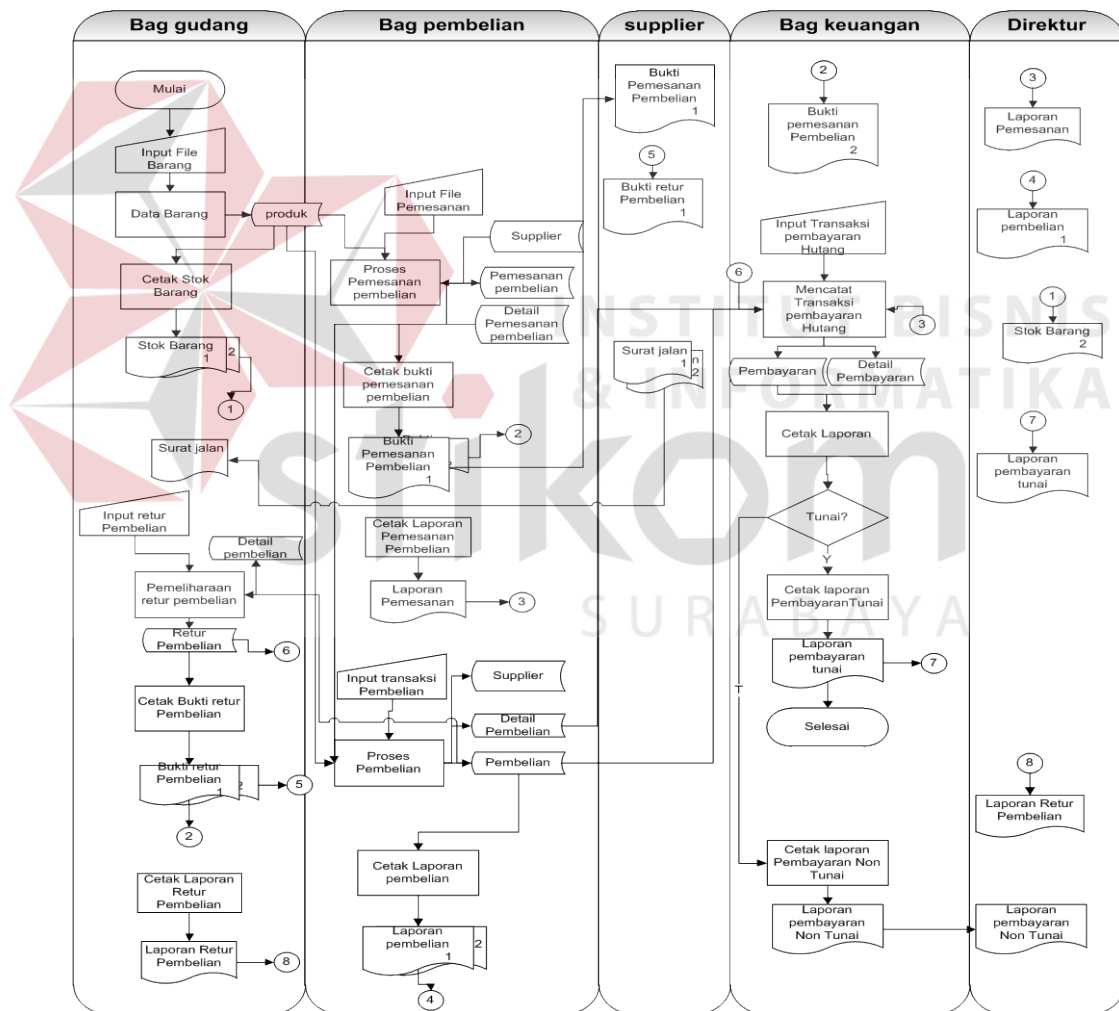 Bag gudang
Bag pembelian
supplier
Bag keuangan
Direktur
Mulai
Input File
Barang
Data Barang
produk
Cetak Stok
Barang
Stok Barang
1
2
1
Surat jalan
Input retur
Pembelian
Detail
pembelian
Pemeliharaan
retur pembelian
Retur
Pembelian
6
Cetak Bukti retur
Pembelian
Bukti retur
Pembelian
1
2
5
2
Cetak Laporan
Retur
Pembelian
Laporan Retur
Pembelian
8
Input File
Pemesanan
Supplier
Proses
Pemesanan
pembelian
Pemesanan
pembelian
Detail
Pemesanan
pembelian
Cetak bukti
pemesanan
pembelian
Bukti
Pemesanan
Pembelian
1
2
Cetak Laporan
Pemesanan
Pembelian
Laporan
Pemesanan
3
Input transaksi
Pembelian
Supplier
Detail
Pembelian
Proses
Pembelian
Pembelian
Cetak Laporan
pembelian
Laporan
pembelian
1
2
4
Bukti
Pemesanan
Pembelian
1
5
Bukti retur
Pembelian
1
Surat jalan
1
n
2
2
Bukti
pemesanan
Pembelian
2
Input Transaksi
pembayaran
Hutang
6
Mencatat
Transaksi
pembayaran
Hutang
3
Pembayaran
Detail
Pembayaran
Cetak Laporan
Tunai?
Y
T
Cetak laporan
PembayaranTunai
Laporan
pembayaran
tunai
7
Selesai
Cetak laporan
Pembayaran Non
Tunai
Laporan
pembayaran
Non Tunai
3
Laporan
Pemesanan
4
Laporan
pembelian
1
1
Stok Barang
2
7
Laporan
pembayaran
tunai
8
Laporan Retur
Pembelian
Laporan
pembayaran
Non Tunai
INSTITUT BISNIS
& INFORMATIKA
stikom
SURABAYA